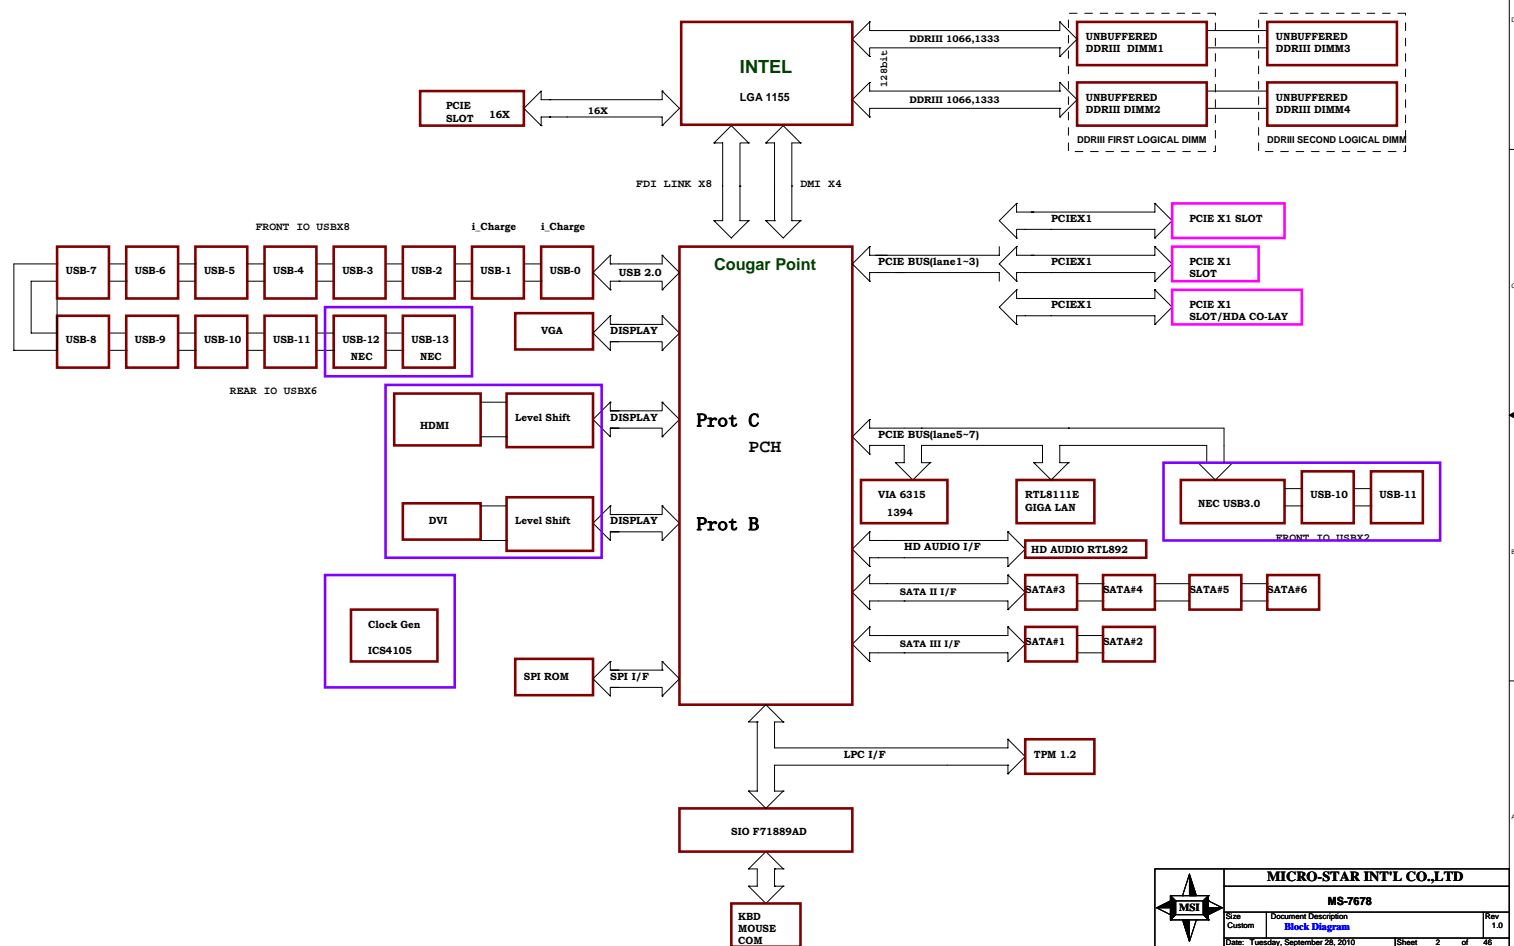 INTEL
LGA 1155
PCIE
SLOT 16X
16X
DDRIII 1066,1333
128bit
DDRIII 1066,1333
UNBUFFERED
DDRIII DIMM1
UNBUFFERED
DDRIII DIMM3
UNBUFFERED
DDRIII DIMM2
UNBUFFERED
DDRIII DIMM4
DDRIII FIRST LOGICAL DIMM
DDRIII SECOND LOGICAL DIMM
FDI LINK X8
DMI X4
FRONT IO USBX8
i_Charge
i_Charge
USB-7
USB-6
USB-5
USB-4
USB-3
USB-2
USB-1
USB-0
USB 2.0
USB-8
USB-9
USB-10
USB-11
USB-12
NEC
USB-13
NEC
REAR IO USBX6
VGA
DISPLAY
HDMI
Level Shift
DISPLAY
DVI
Level Shift
DISPLAY
Clock Gen
ICS4105
SPI ROM
SPI I/F
Cougar Point
Prot C
PCH
Prot B
PCIE BUS(lane1~3)
PCIEX1
PCIE X1 SLOT
PCIEX1
PCIE X1
SLOT
PCIEX1
PCIE X1
SLOT/HDA CO-LAY
PCIE BUS(lane5~7)
VIA 6315
1394
RTL8111E
GIGA LAN
NEC USB3.0
USB-10
USB-11
FRONT IO USBX2
HD AUDIO I/F
HD AUDIO RTL892
SATA II I/F
SATA#3
SATA#4
SATA#5
SATA#6
SATA III I/F
SATA#1
SATA#2
LPC I/F
TPM 1.2
SIO F71889AD
KBD
MOUSE
COM
MSI
MICRO-STAR INT'L CO.,LTD
MS-7678
Size
Custom
Document Description
Block Diagram
Rev
1.0
Date: Tuesday, September 28, 2010
Sheet 2 of 46
D
C
B
A